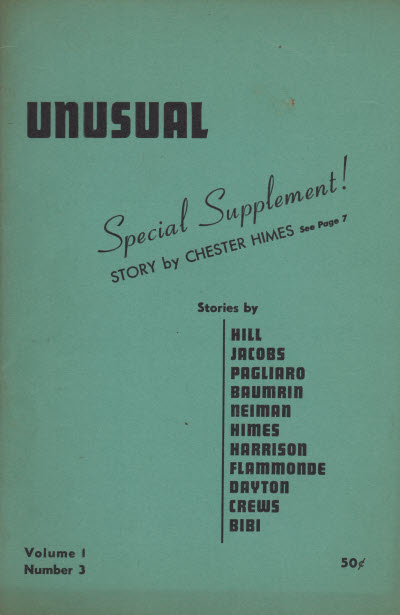 UNUSUAL
Special Supplement!
STORY by CHESTER HIMES See Page 7
Stories by
HILL
JACOBS
PAGLIARO
BAUMRIN
NEIMAN
HIMES
HARRISON
FLAMMONDE
DAYTON
CREWS
BIBI
Volume I
Number 3
50¢